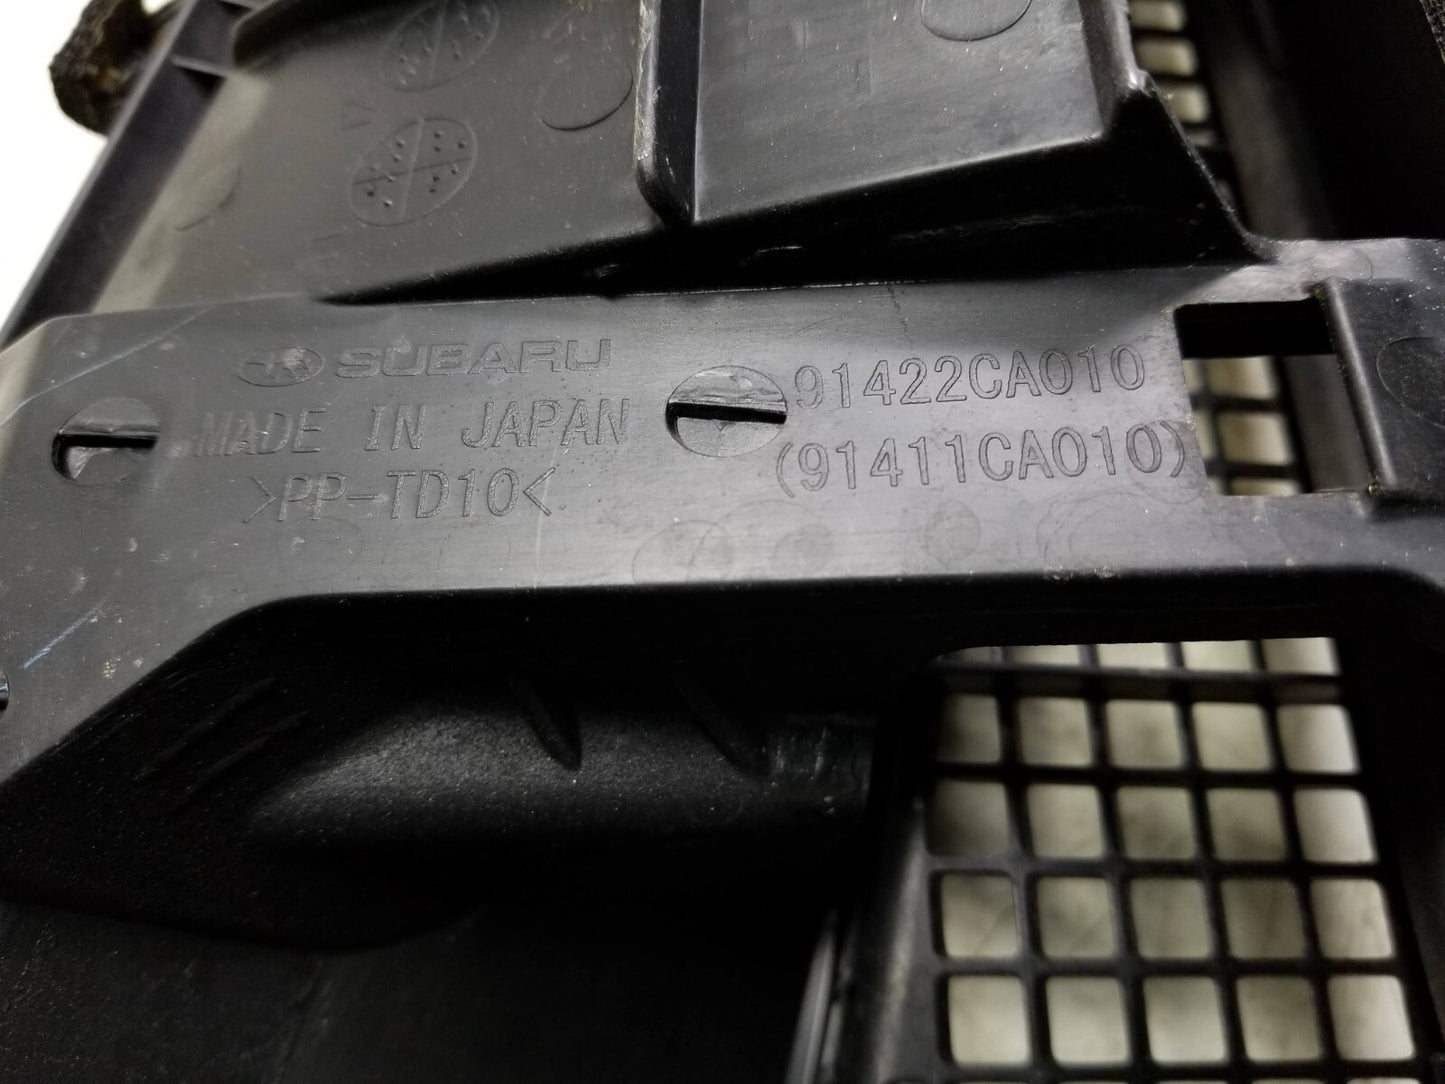 SUBARU
MADE IN JAPAN
>PP-TD10<
91422CA010
(91411CA010)